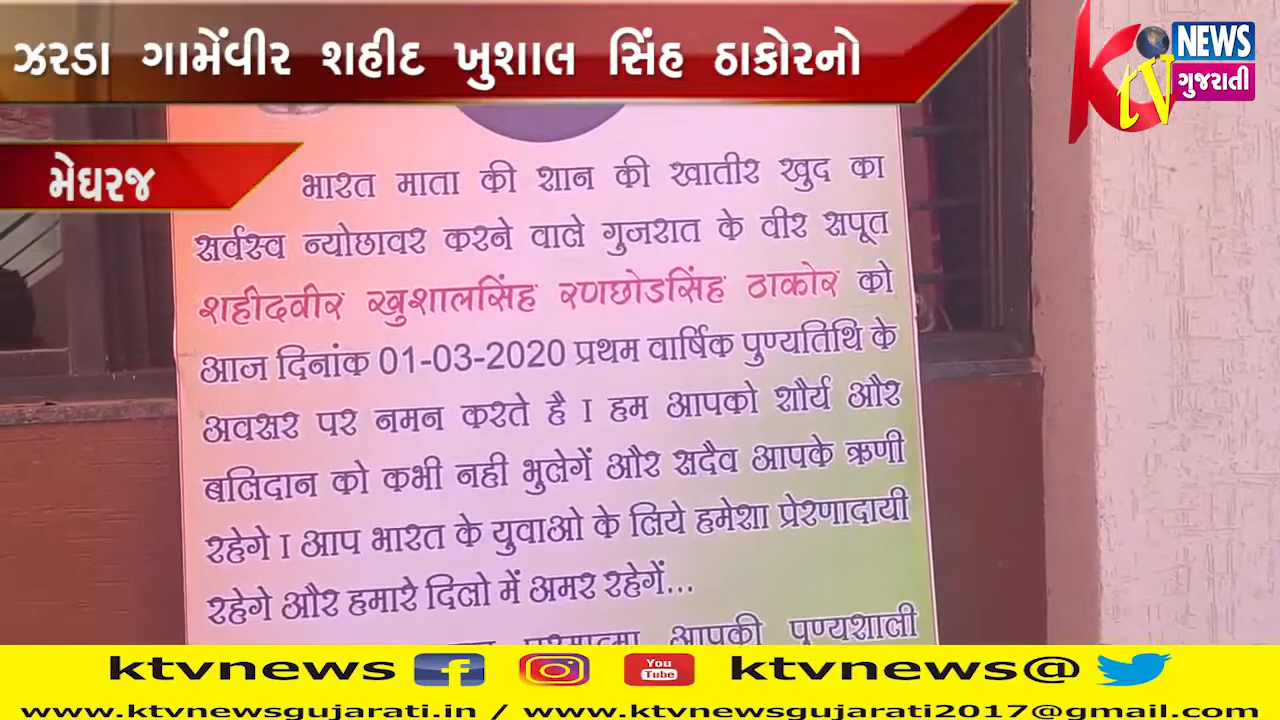 ઝરડા ગામેંવીર શહીદ ખુશાલ સિંહ ઠાકોરનો
KTV NEWS ગુજરાતી
મેઘરજ
भारत माता की शान की खातीर खुद का
सर्वस्व न्योछावर करने वाले गुजरात के वीर सपूत
शहीदवीर खुशालसिंह रणछोडसिंह ठाकोर को
आज दिनांक 01-03-2020 प्रथम वार्षिक पुण्यतिथि के
अवसर पर नमन करते है । हम आपको शौर्य और
बलिदान को कभी नही भुलेगें और सदैव आपके ऋणी
रहेगे । आप भारत के युवाओ के लिये हमेशा प्रेरणादायी
रहेगे और हमारे दिलो में अमर रहेगें...
आपकी पुण्यशाली
ktvnews You Tube ktvnews@
www.ktvnewsgujarati.in / www.ktvnewsgujarati2017@gmail.com